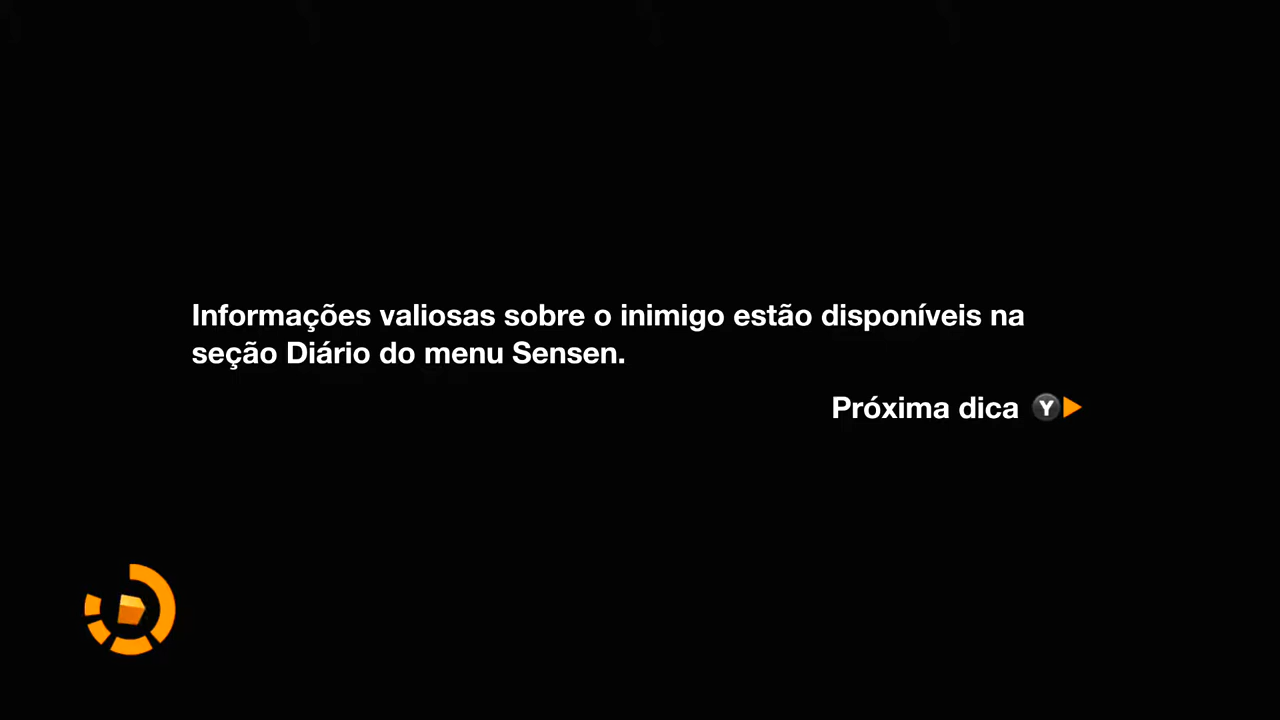 Informações valiosas sobre o inimigo estão disponíveis na
seção Diário do menu Sensen.
Próxima dica Y